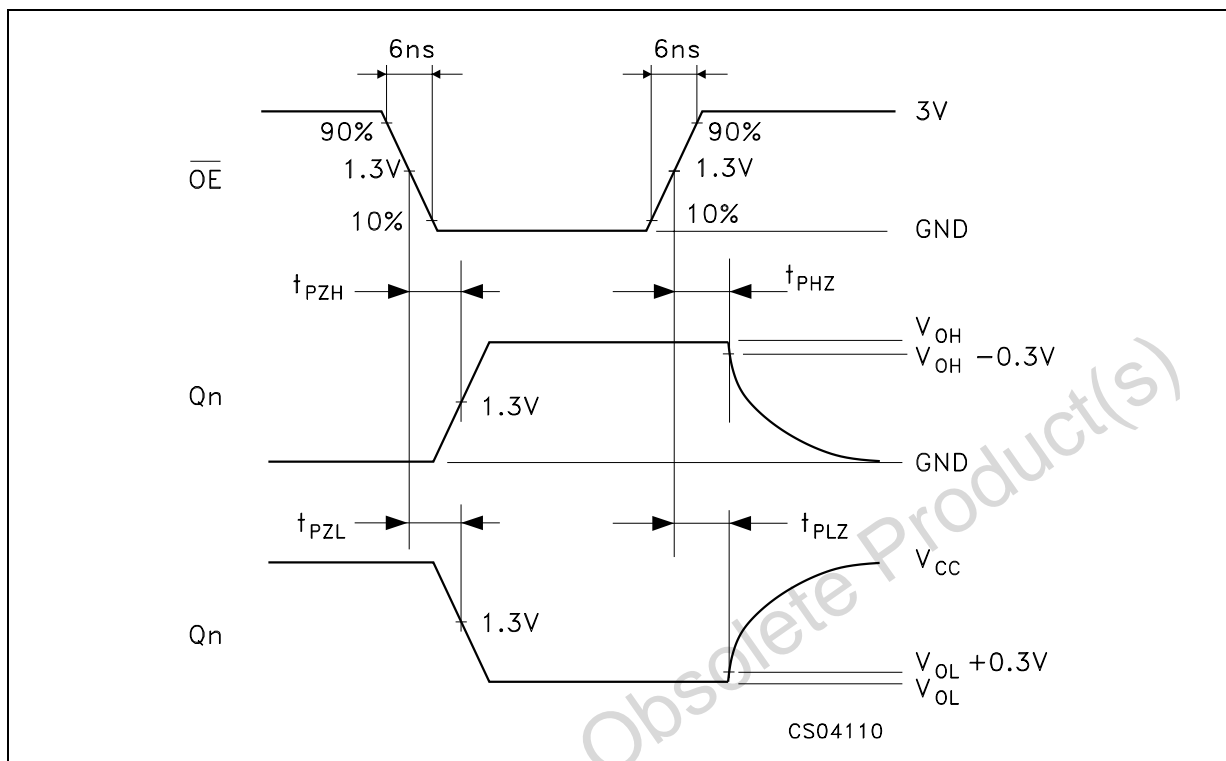 6ns 6ns
90% 90% 3V
OE 1.3V 1.3V
10% 10% GND
tPZH tPHZ
VOH
VOH -0.3V
Qn 1.3V
GND
tPZL tPLZ
VCC
Qn 1.3V
VOL +0.3V
VOL
CS04110
Obsolete Product(s)